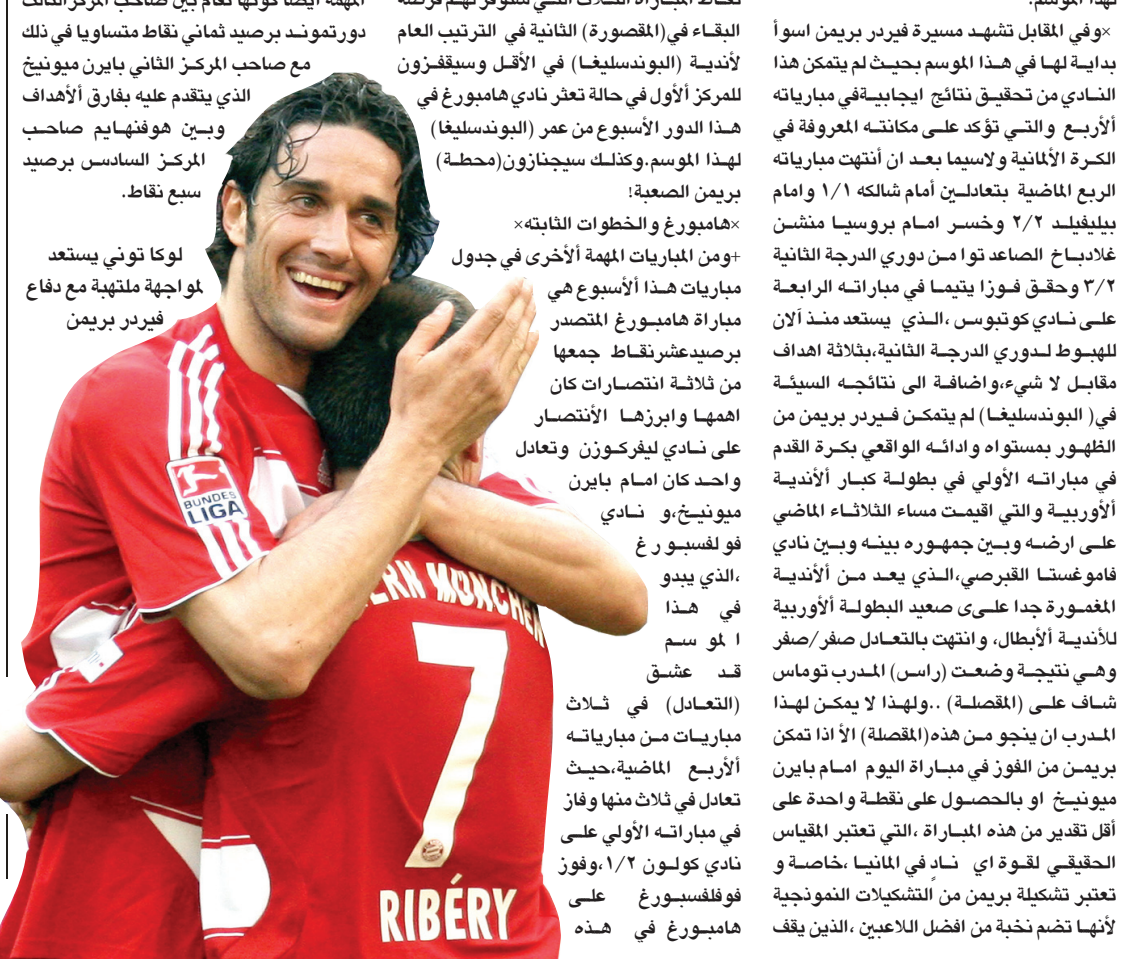 لهذا الموسم.
×وفي المقابل تشهد مسيرة فيردر بريمن اسوأ
بداية لها في هذا الموسم بحيث لم يتمكن هذا
النادي من تحقيق نتائج ايجابيةفي مبارياته
ألأربع والتي تؤكد على مكانته المعروفة في
الكرة الألمانية ولاسيما بعد ان أنتهت مبارياته
الربع الماضية بتعادلين أمام شالكه ١/١ وامام
بيليفيلد ٢/٢ وخسر امام بروسيا منشن
غلادباخ الصاعد توا من دوري الدرجة الثانية
٣/٢ وحقق فوزا يتيما في مباراته الرابعة
على نادي كوتبوس ،الذي يستعد منذ آلان
للهبوط لدوري الدرجة الثانية،بثلاثة اهداف
مقابل لا شيء،واضافة الى نتائجه السيئة
في( البوندسليغا) لم يتمكن فيردر بريمن من
الظهور بمستواه وادائه الواقعي بكرة القدم
في مباراته الأولي في بطولة كبار ألأندية
ألأوربية والتي اقيمت مساء الثلاثاء الماضي
على ارضه وبين جمهوره بينه وبين نادي
فاموغستا القبرصي،الذي يعد من ألأندية
المغمورة جدا علىى صعيد البطولة ألأوربية
للأندية ألأبطال، وانتهت بالتعادل صفر/صفر
وهي نتيجة وضعت (راس) المدرب توماس
شاف على (المقصلة) ..ولهذا لا يمكن لهذا
المدرب ان ينجو من هذه(المقصلة) الأ اذا تمكن
بريمن من الفوز في مباراة اليوم امام بايرن
ميونيخ او بالحصول على نقطة واحدة على
أقل تقدير من هذه المباراة ،التي تعتبر المقياس
الحقيقي لقوة اي نادٍ في المانيا ،خاصة و
تعتبر تشكيلة بريمن من التشكيلات النموذجية
لأنها تضم نخبة من افضل اللاعبين ،الذين يقف
البقاء في(المقصورة) الثانية في الترتيب العام
لأندية (البوندسليغا) في الأقل وسيقفزون
للمركز ألأول في حالة تعثر نادي هامبورغ في
هذا الدور الأسبوع من عمر (البوندسليغا)
لهذا الموسم.وكذلك سيجنازون(محطة)
بريمن الصعبة!
×هامبورغ والخطوات الثابته×
+ومن المباريات المهمة ألأخرى في جدول
مباريات هذا ألأسبوع هي
مباراة هامبورغ المتصدر
برصيدعشرنقاط جمعها
من ثلاثة انتصارات كان
اهمها وابرزها الأنتصار
على نادي ليفركوزن وتعادل
واحد كان امام بايرن
ميونيخ،و نادي
فولفسبورغ
،الذي يبدو
في هذا
الموسم
قد عشق
(التعادل) في ثلاث
مباريات من مبارياته
ألأربع الماضية،حيث
تعادل في ثلاث منها وفاز
في مباراته الأولي على
نادي كولون ١/٢ ،وفوز
فوفلفسبورغ على
هامبورغ في هذه
دورتموند برصيد ثماني نقاط متساويا في ذلك
مع صاحب المركز الثاني بايرن ميونيخ
الذي يتقدم عليه بفارق ألأهداف
وبين هوفنهايم صاحب
المركز السادس برصيد
سبع نقاط.
لوكا توني يستعد
لمواجهة ملتهبة مع دفاع
فيردر بريمن
BUNDES
LIGA
ERN MÜNCHEN
7
RIBÉRY